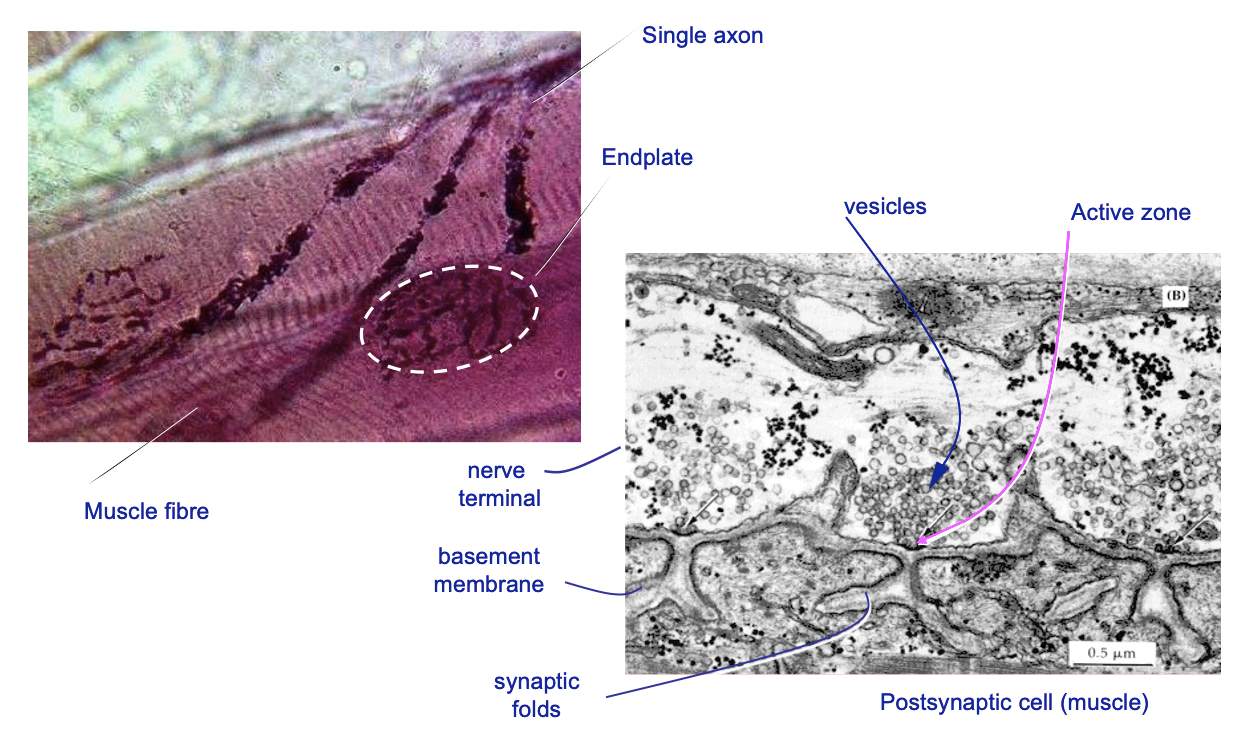 Single axon
Endplate
vesicles
Active zone
(B)
nerve
terminal
Muscle fibre
basement
membrane
0.5 µm
synaptic
folds
Postsynaptic cell (muscle)